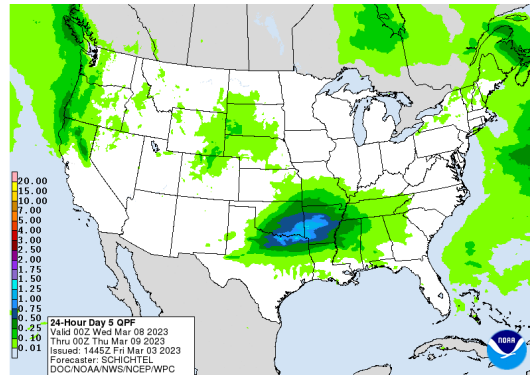 20.00
15.00
10.00
7.00
5.00
4.00
3.00
2.50
2.00
1.75
1.50
1.25
1.00
0.75
0.50
0.25
0.10
0.01
24-Hour Day 5 QPF
Valid 00Z Wed Mar 08 2023
Thru 00Z Thu Mar 09 2023
Issued: 1445Z Fri Mar 03 2023
Forecaster: SCHICHTEL
DOC/NOAA/NWS/NCEP/WPC
NOAA